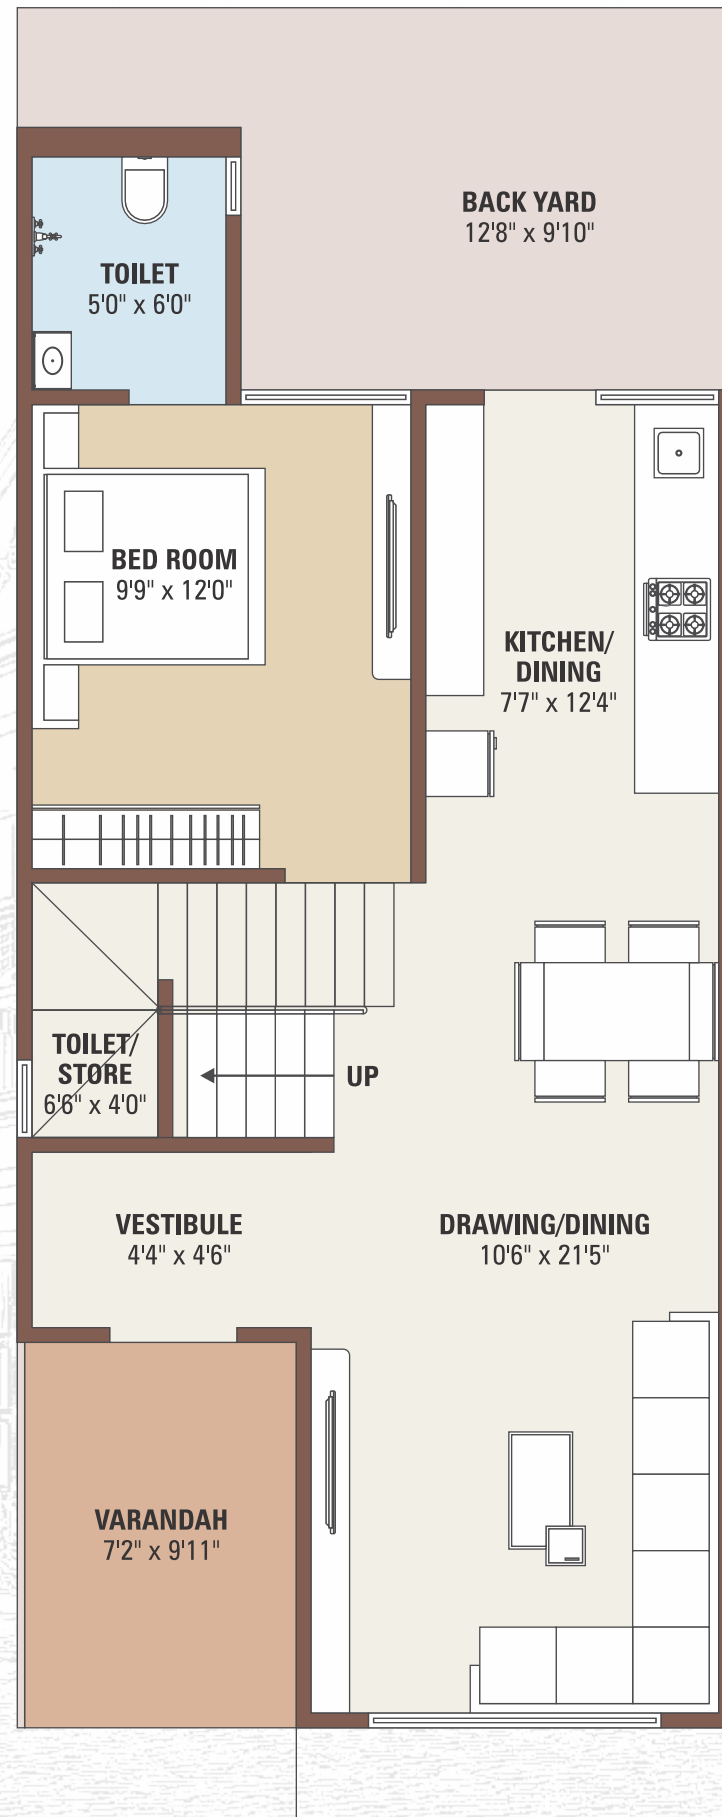 BACK YARD
12'8" x 9'10"
TOILET
5'0" x 6'0"
BED ROOM
9'9" x 12'0"
KITCHEN/
DINING
7'7" x 12'4"
TOILET/
STORE
6'6" x 4'0"
UP
VESTIBULE
4'4" x 4'6"
DRAWING/DINING
10'6" x 21'5"
VARANDAH
7'2" x 9'11"